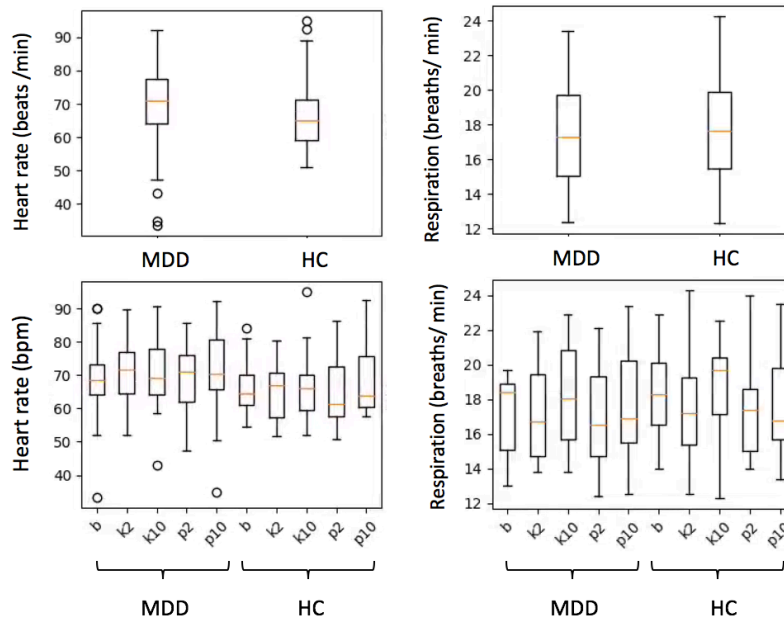 Heart rate (beats /min)
90
80
70
60
50
40
MDD HC
Respiration (breaths/ min)
24
22
20
18
16
14
12
MDD HC
Heart rate (bpm)
90
80
70
60
50
40
b k2 k10 p2 p10 b k2 k10 p2 p10
MDD HC
Respiration (breaths/ min)
24
22
20
18
16
14
12
b k2 k10 p2 p10 b k2 k10 p2 p10
MDD HC